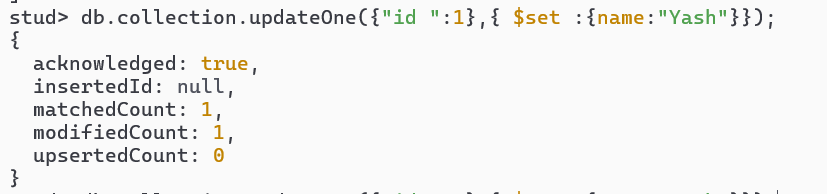 stud> db.collection.updateOne({"id ":1},{ $set :{name:"Yash"}});
{
  acknowledged: true,
  insertedId: null,
  matchedCount: 1,
  modifiedCount: 1,
  upsertedCount: 0
}